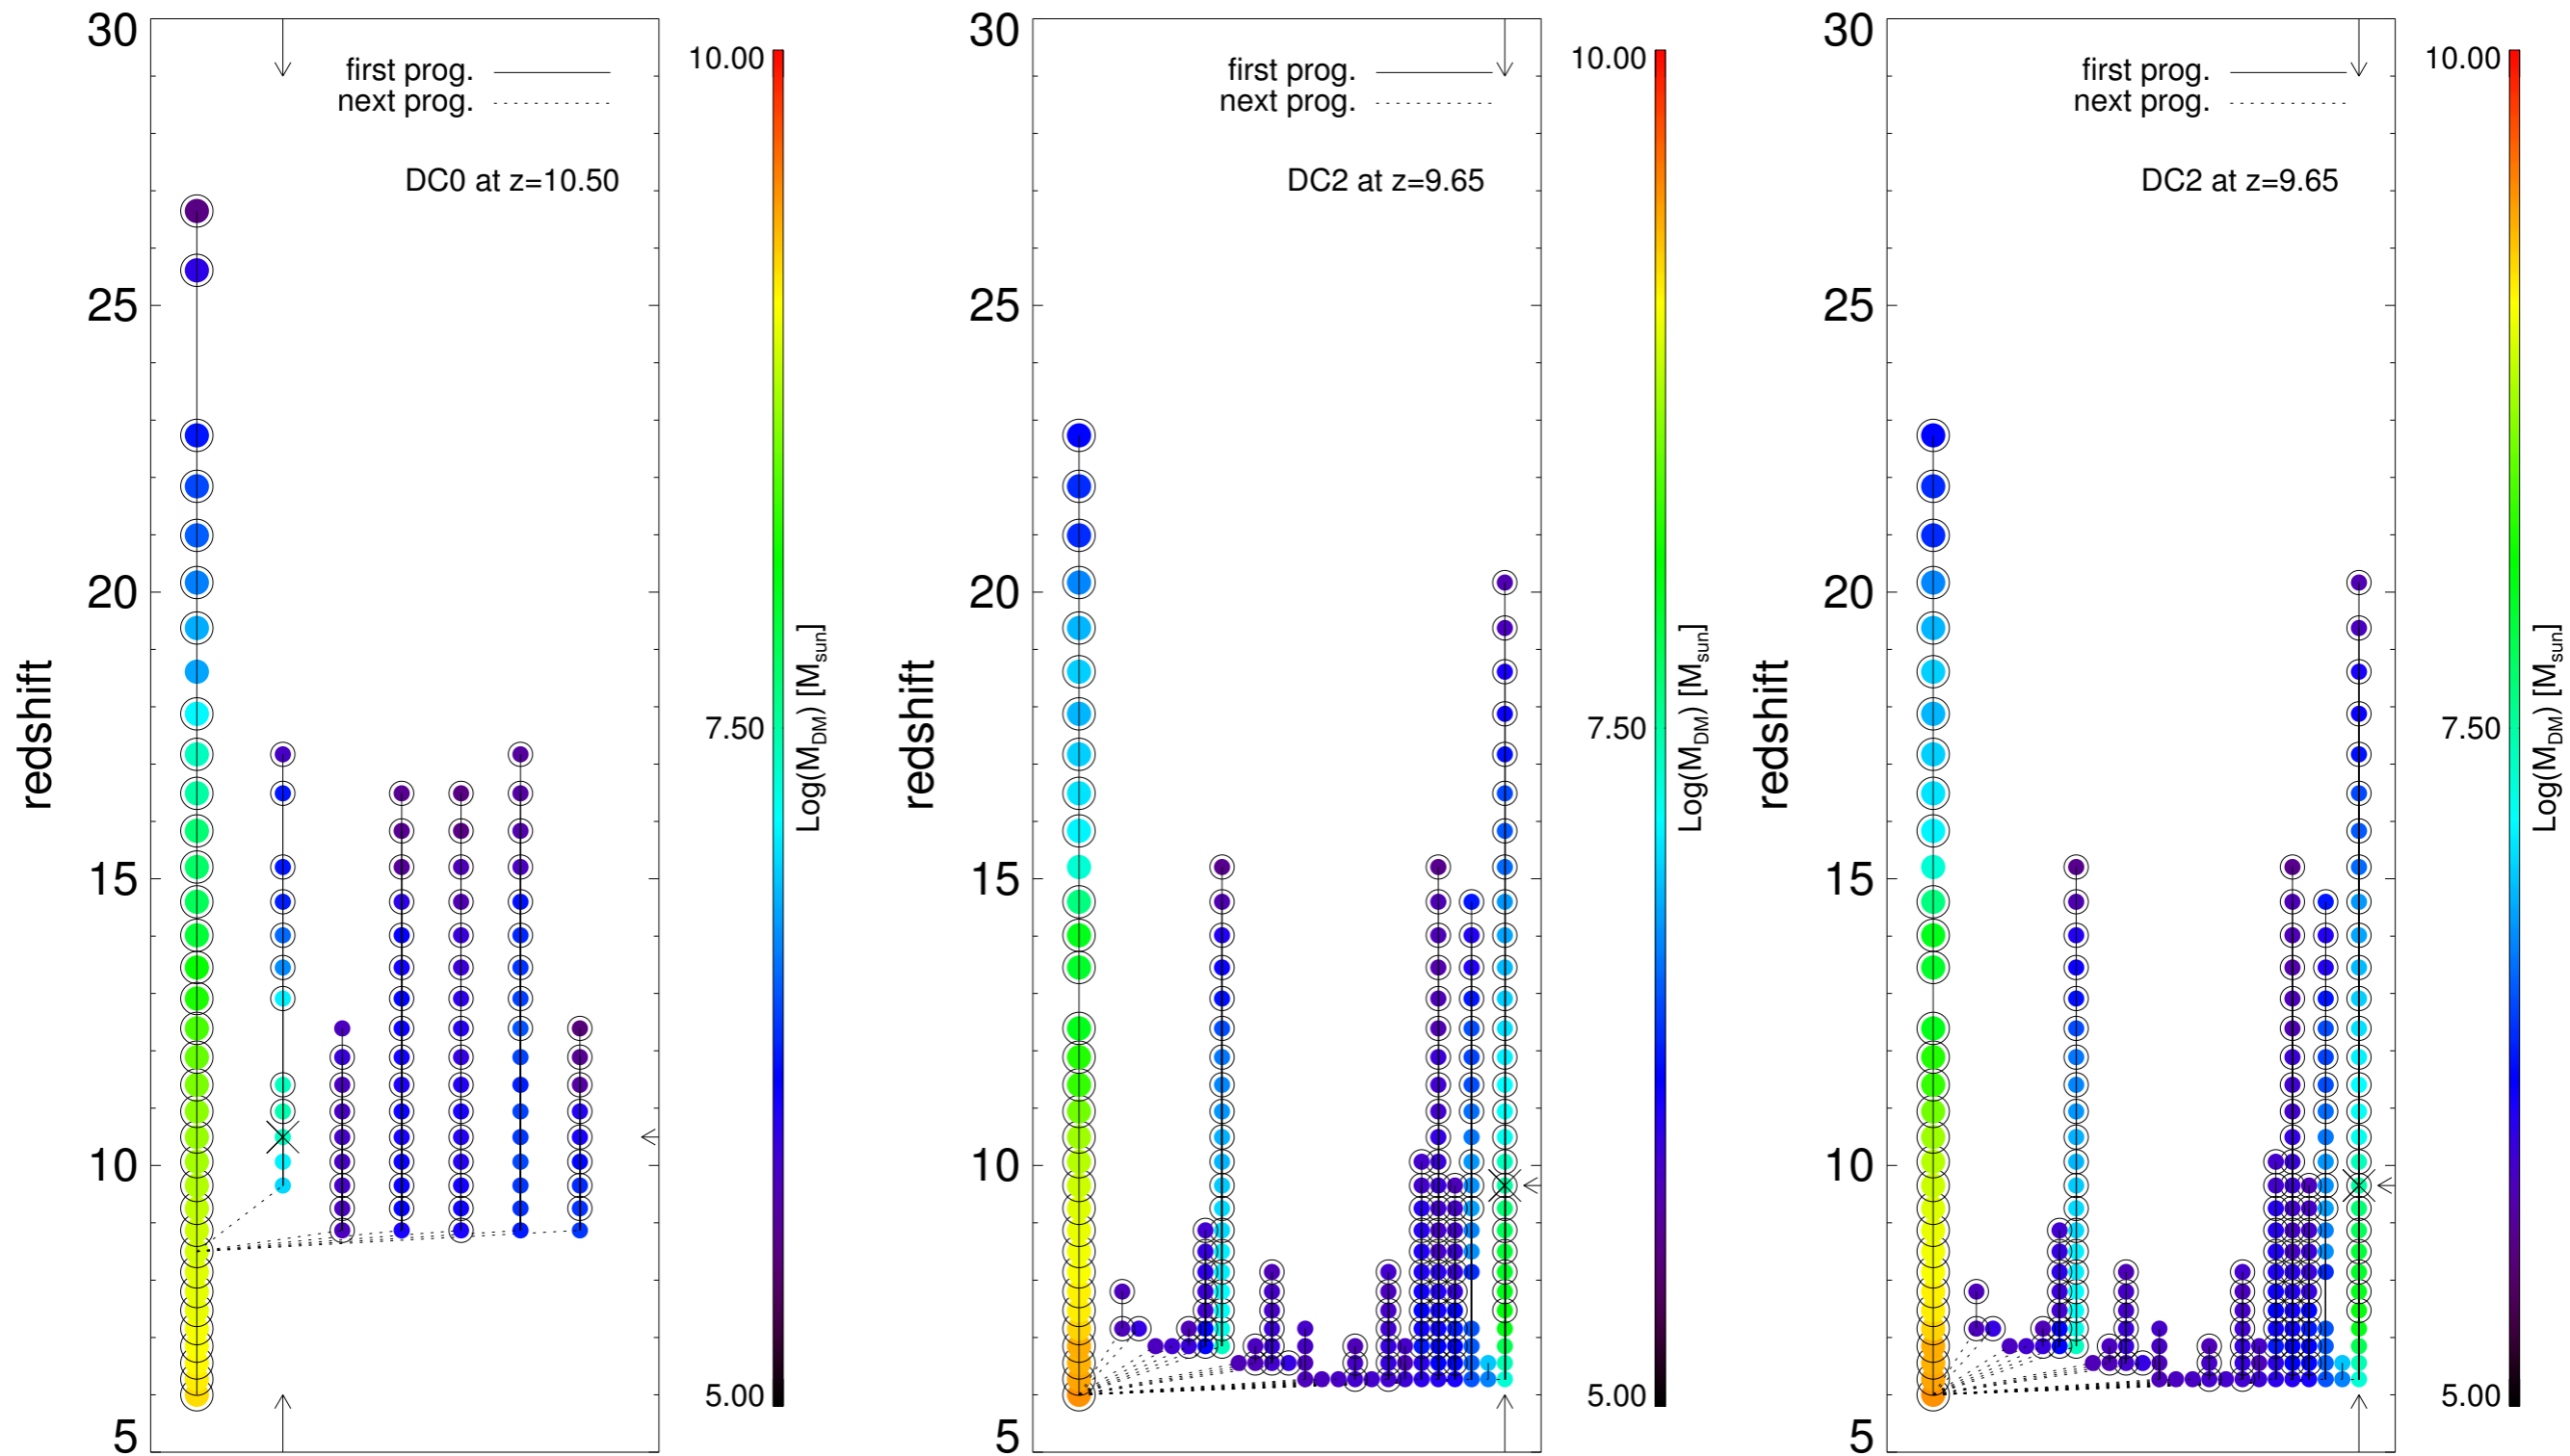 30
25
20
15
10
5
redshift
first prog.
next prog.
DC0 at z=10.50
10.00
7.50
5.00
Log(M_DM) [M_sun]
30
25
20
15
10
5
redshift
first prog.
next prog.
DC2 at z=9.65
10.00
7.50
5.00
Log(M_DM) [M_sun]
30
25
20
15
10
5
redshift
first prog.
next prog.
DC2 at z=9.65
10.00
7.50
5.00
Log(M_DM) [M_sun]